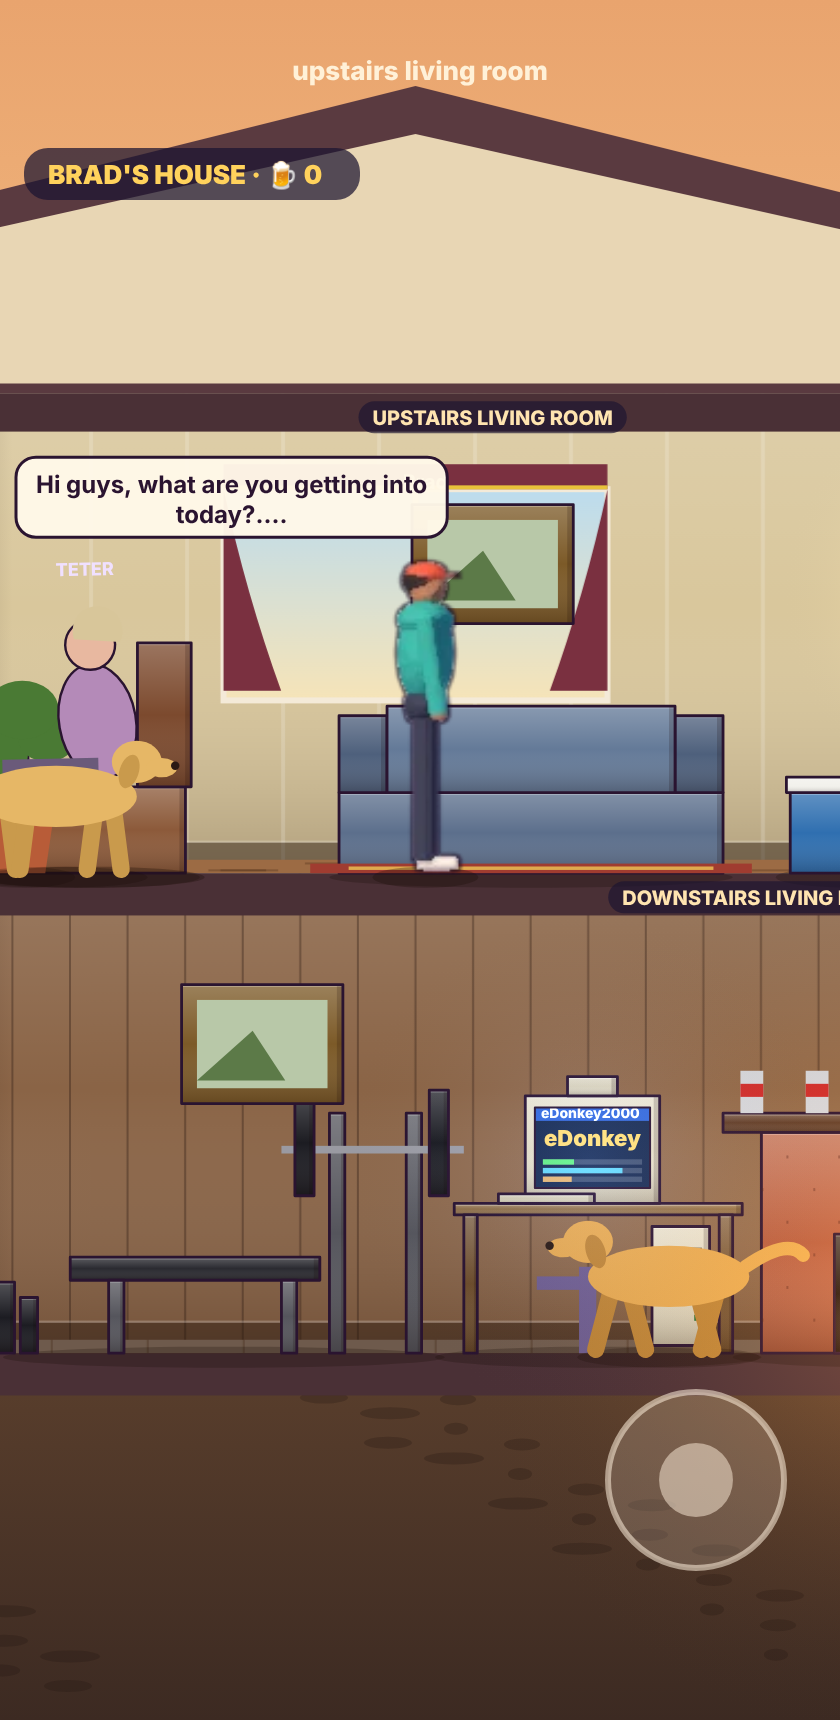 upstairs living room
BRAD'S HOUSE · 🍺 0
UPSTAIRS LIVING ROOM
Hi guys, what are you getting into
today?....
TETER
DOWNSTAIRS LIVING
eDonkey2000
eDonkey